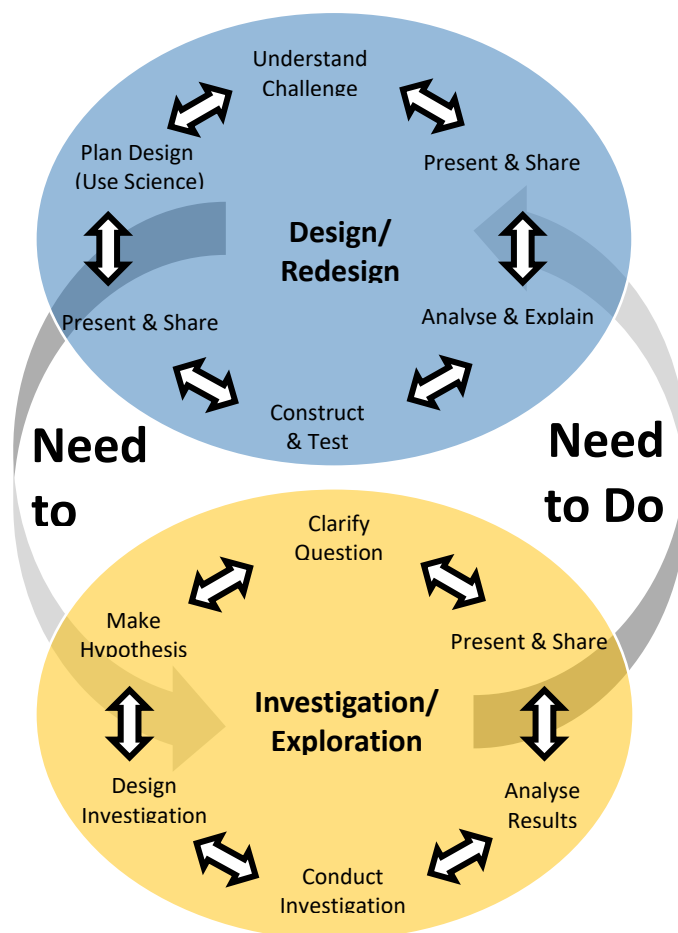 Understand
Challenge
Plan Design
(Use Science)
Present & Share
Design/
Redesign
Present & Share
Analyse & Explain
Construct
& Test
Need
to
Need
to Do
Clarify
Question
Make
Hypothesis
Present & Share
Investigation/
Exploration
Design
Investigation
Analyse
Results
Conduct
Investigation